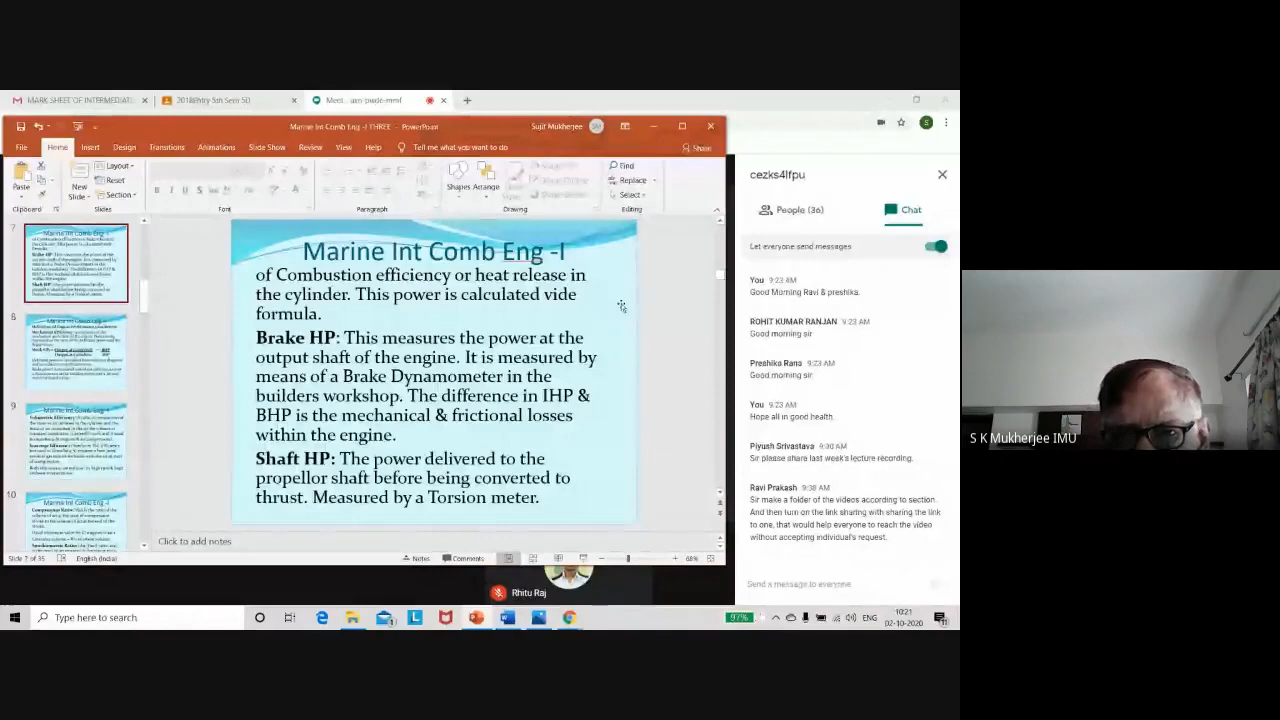 MARK SHEET OF INTERMEDIATE
2018Entry 5th Sem SD
Meet
Marine Int Comb Eng -I THREE - PowerPoint
Sujit Mukherjee
SM
File Home Insert Design Transitions Animations Slide Show Review View Help Tell me what you want to do
Share
Paste
New
Slide
Layout
Reset
Section
Shapes
Arrange
Find
Replace
Select
Clipboard
Slides
Font
Paragraph
Drawing
Editing
7
8
9
10
Marine Int Comb Eng -I
of Combustion efficiency or heat release in
the cylinder. This power is calculated vide
formula.
Brake HP: This measures the power at the
output shaft of the engine. It is measured by
means of a Brake Dynamometer in the
builders workshop. The difference in IHP &
BHP is the mechanical & frictional losses
within the engine.
Shaft HP: The power delivered to the
propellor shaft before being converted to
thrust. Measured by a Torsion meter.
Click to add notes
Slide 7 of 35
English (India)
Notes
Comments
68%
Rhitu Raj
cezks4lfpu
People (36)
Chat
Let everyone send messages
You 9:23 AM
Good Morning Ravi & preshika.
ROHIT KUMAR RANJAN 9:23 AM
Good morning sir
Preshika Rana 9:23 AM
Good morning sir
You 9:23 AM
Hope all in good health.
Piyush Srivastava 9:30 AM
Sir please share last week's lecture recording.
Ravi Prakash 9:38 AM
Sir make a folder of the videos according to section.
And then turn on the link sharing with sharing the link
to one, that would help everyone to reach the video
without accepting individual's request.
Send a message to everyone
S K Mukherjee IMU
Type here to search
97%
ENG
10:21
02-10-2020